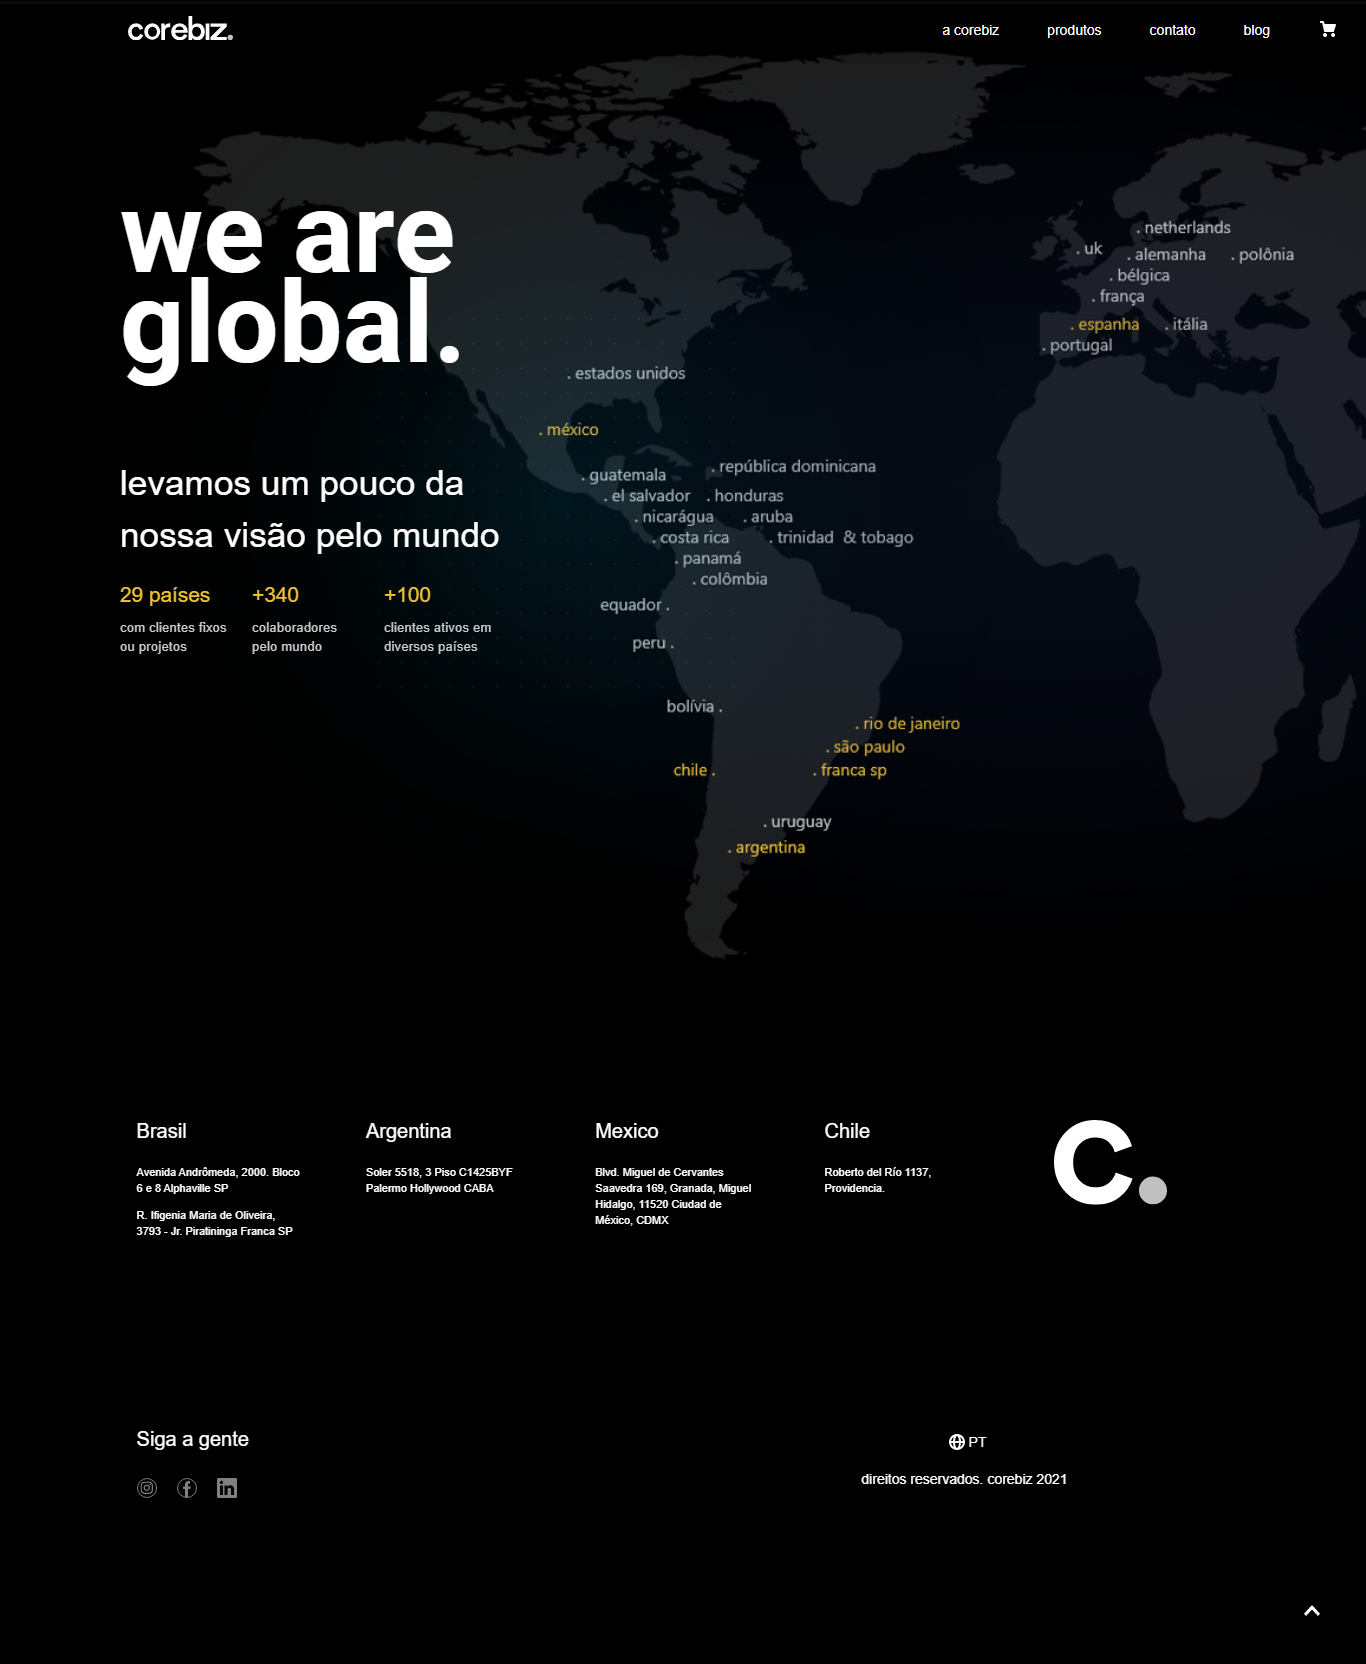 corebiz.
a corebiz
produtos
contato
blog
we are
global.
levamos um pouco da
nossa visão pelo mundo
29 países
com clientes fixos
ou projetos
+340
colaboradores
pelo mundo
+100
clientes ativos em
diversos países
. netherlands
. uk
. alemanha
. polônia
. bélgica
. frança
. espanha
. itália
. portugal
. estados unidos
. méxico
. república dominicana
. guatemala
. el salvador
. honduras
. nicarágua
. aruba
. costa rica
. trinidad & tobago
. panamá
. colômbia
equador .
peru .
bolívia .
. rio de janeiro
. são paulo
chile .
. franca sp
. uruguay
. argentina
Brasil
Avenida Andrômeda, 2000. Bloco
6 e 8 Alphaville SP
R. Ifigenia Maria de Oliveira,
3793 - Jr. Piratininga Franca SP
Argentina
Soler 5518, 3 Piso C1425BYF
Palermo Hollywood CABA
Mexico
Blvd. Miguel de Cervantes
Saavedra 169, Granada, Miguel
Hidalgo, 11520 Ciudad de
México, CDMX
Chile
Roberto del Río 1137,
Providencia.
C.
Siga a gente
PT
direitos reservados. corebiz 2021